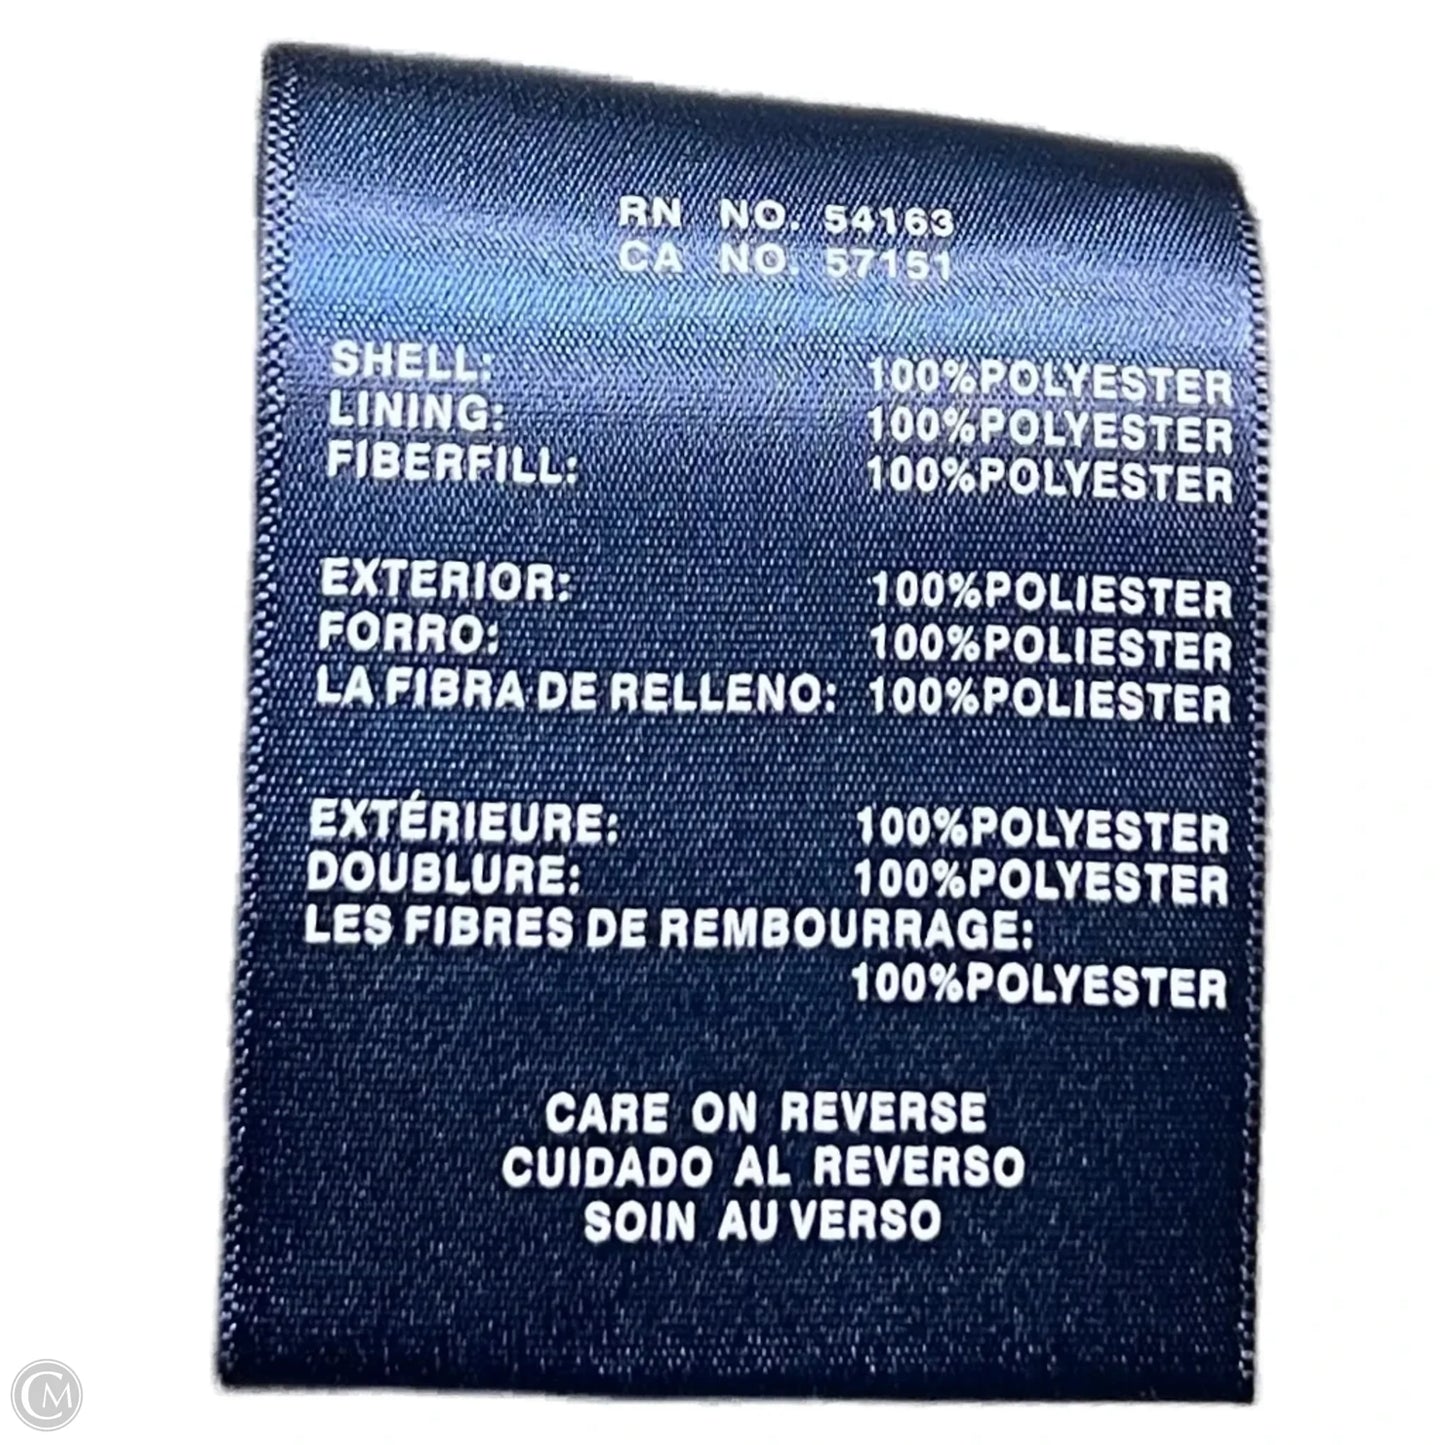 RN NO. 54163
CA NO. 57151
SHELL: 100%POLYESTER
LINING: 100%POLYESTER
FIBERFILL: 100%POLYESTER
EXTERIOR: 100%POLIESTER
FORRO: 100%POLIESTER
LA FIBRA DE RELLENO: 100%POLIESTER
EXTÉRIEURE: 100%POLYESTER
DOUBLURE: 100%POLYESTER
LES FIBRES DE REMBOURRAGE:
100%POLYESTER
CARE ON REVERSE
CUIDADO AL REVERSO
SOIN AU VERSO
CM